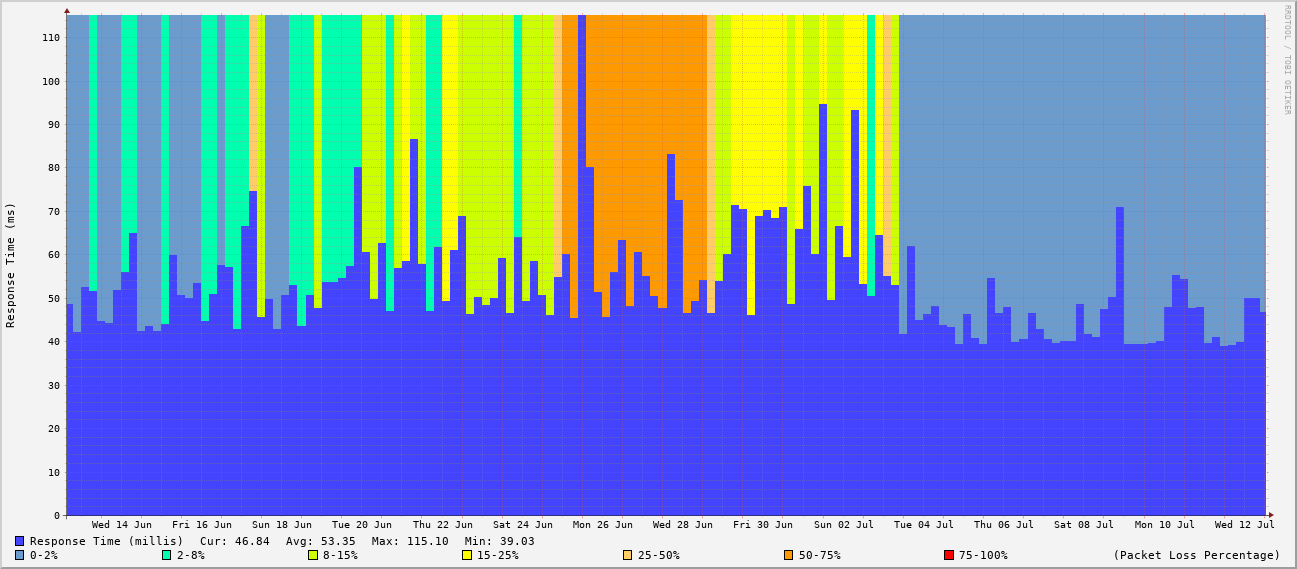 RRDTOOL / TOBI OETIKER
Response Time (ms)
110
100
90
80
70
60
50
40
30
20
10
0
Wed 14 Jun Fri 16 Jun Sun 18 Jun Tue 20 Jun Thu 22 Jun Sat 24 Jun Mon 26 Jun Wed 28 Jun Fri 30 Jun Sun 02 Jul Tue 04 Jul Thu 06 Jul Sat 08 Jul Mon 10 Jul Wed 12 Jul
Response Time (millis) Cur: 46.84 Avg: 53.35 Max: 115.10 Min: 39.03
0-2% 2-8% 8-15% 15-25% 25-50% 50-75% 75-100% (Packet Loss Percentage)